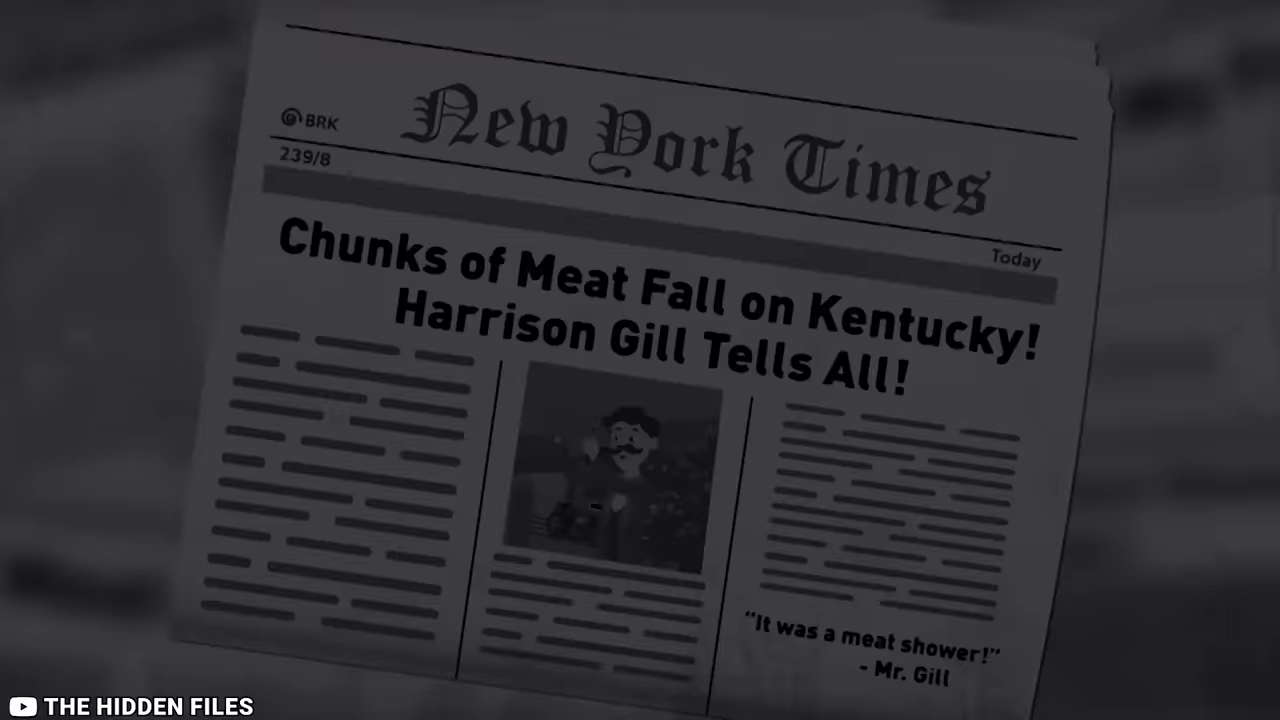 New York Times
BRK
239/8
Today
Chunks of Meat Fall on Kentucky!
Harrison Gill Tells All!
"It was a meat shower!"
- Mr. Gill
THE HIDDEN FILES